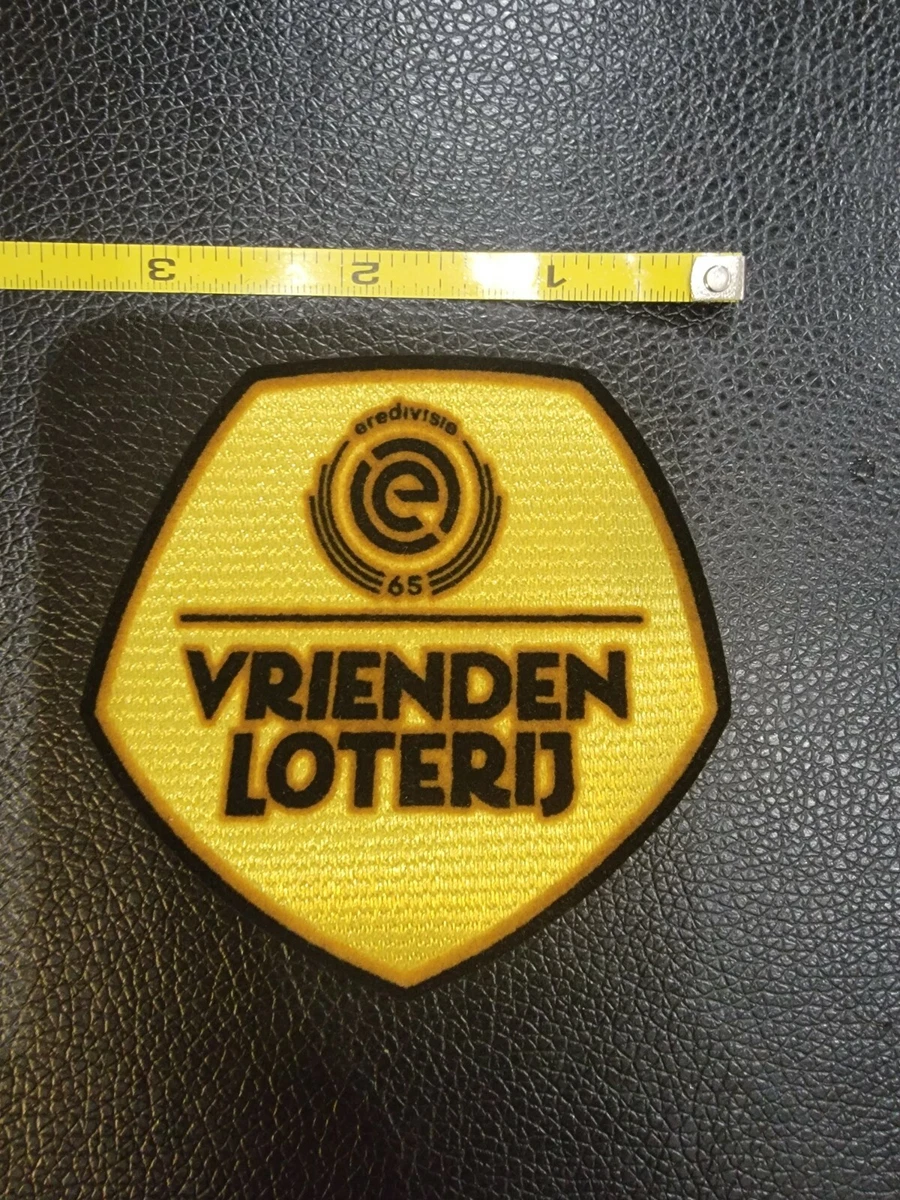 3 2 1
eredivisie
e
65
VRIENDEN
LOTERIJ